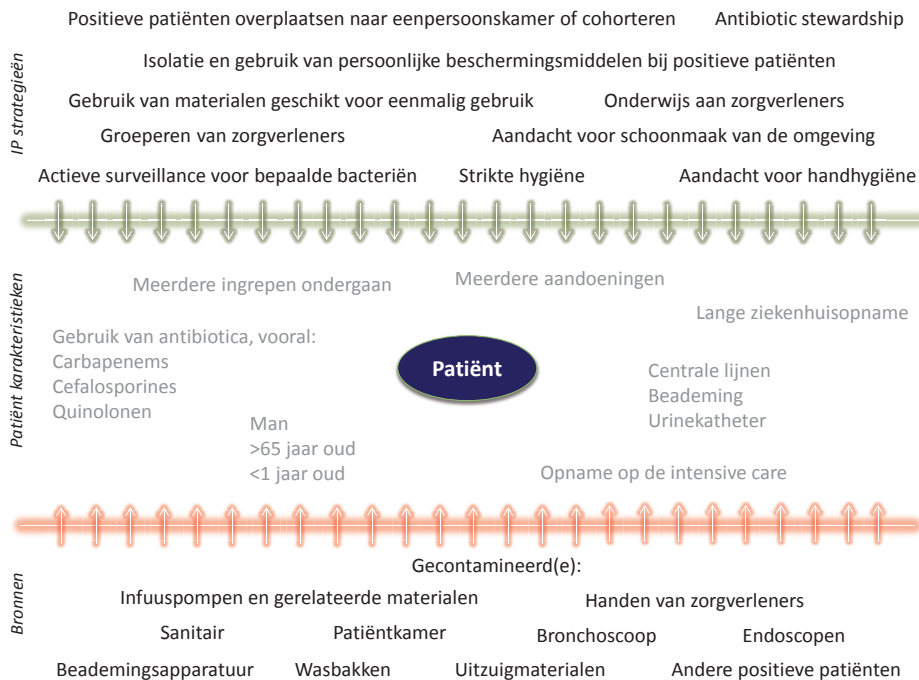 Positieve patiënten overplaatsen naar eenpersoonskamer of cohorteren Antibiotic stewardship
Isolatie en gebruik van persoonlijke beschermingsmiddelen bij positieve patiënten
Gebruik van materialen geschikt voor eenmalig gebruik Onderwijs aan zorgverleners
Groeperen van zorgverleners Aandacht voor schoonmaak van de omgeving
Actieve surveillance voor bepaalde bacteriën Strikte hygiëne Aandacht voor handhygiëne
IP strategieën
Meerdere ingrepen ondergaan Meerdere aandoeningen
Lange ziekenhuisopname
Gebruik van antibiotica, vooral:
Carbapenems
Cefalosporines
Quinolonen
Patiënt
Centrale lijnen
Beademing
Urinekatheter
Man
>65 jaar oud
<1 jaar oud
Opname op de intensive care
Patiënt karakteristieken
Gecontamineerd(e):
Infuuspompen en gerelateerde materialen Handen van zorgverleners
Sanitair Patiëntkamer Bronchoscoop Endoscopen
Beademingsapparatuur Wasbakken Uitzuigmaterialen Andere positieve patiënten
Bronnen